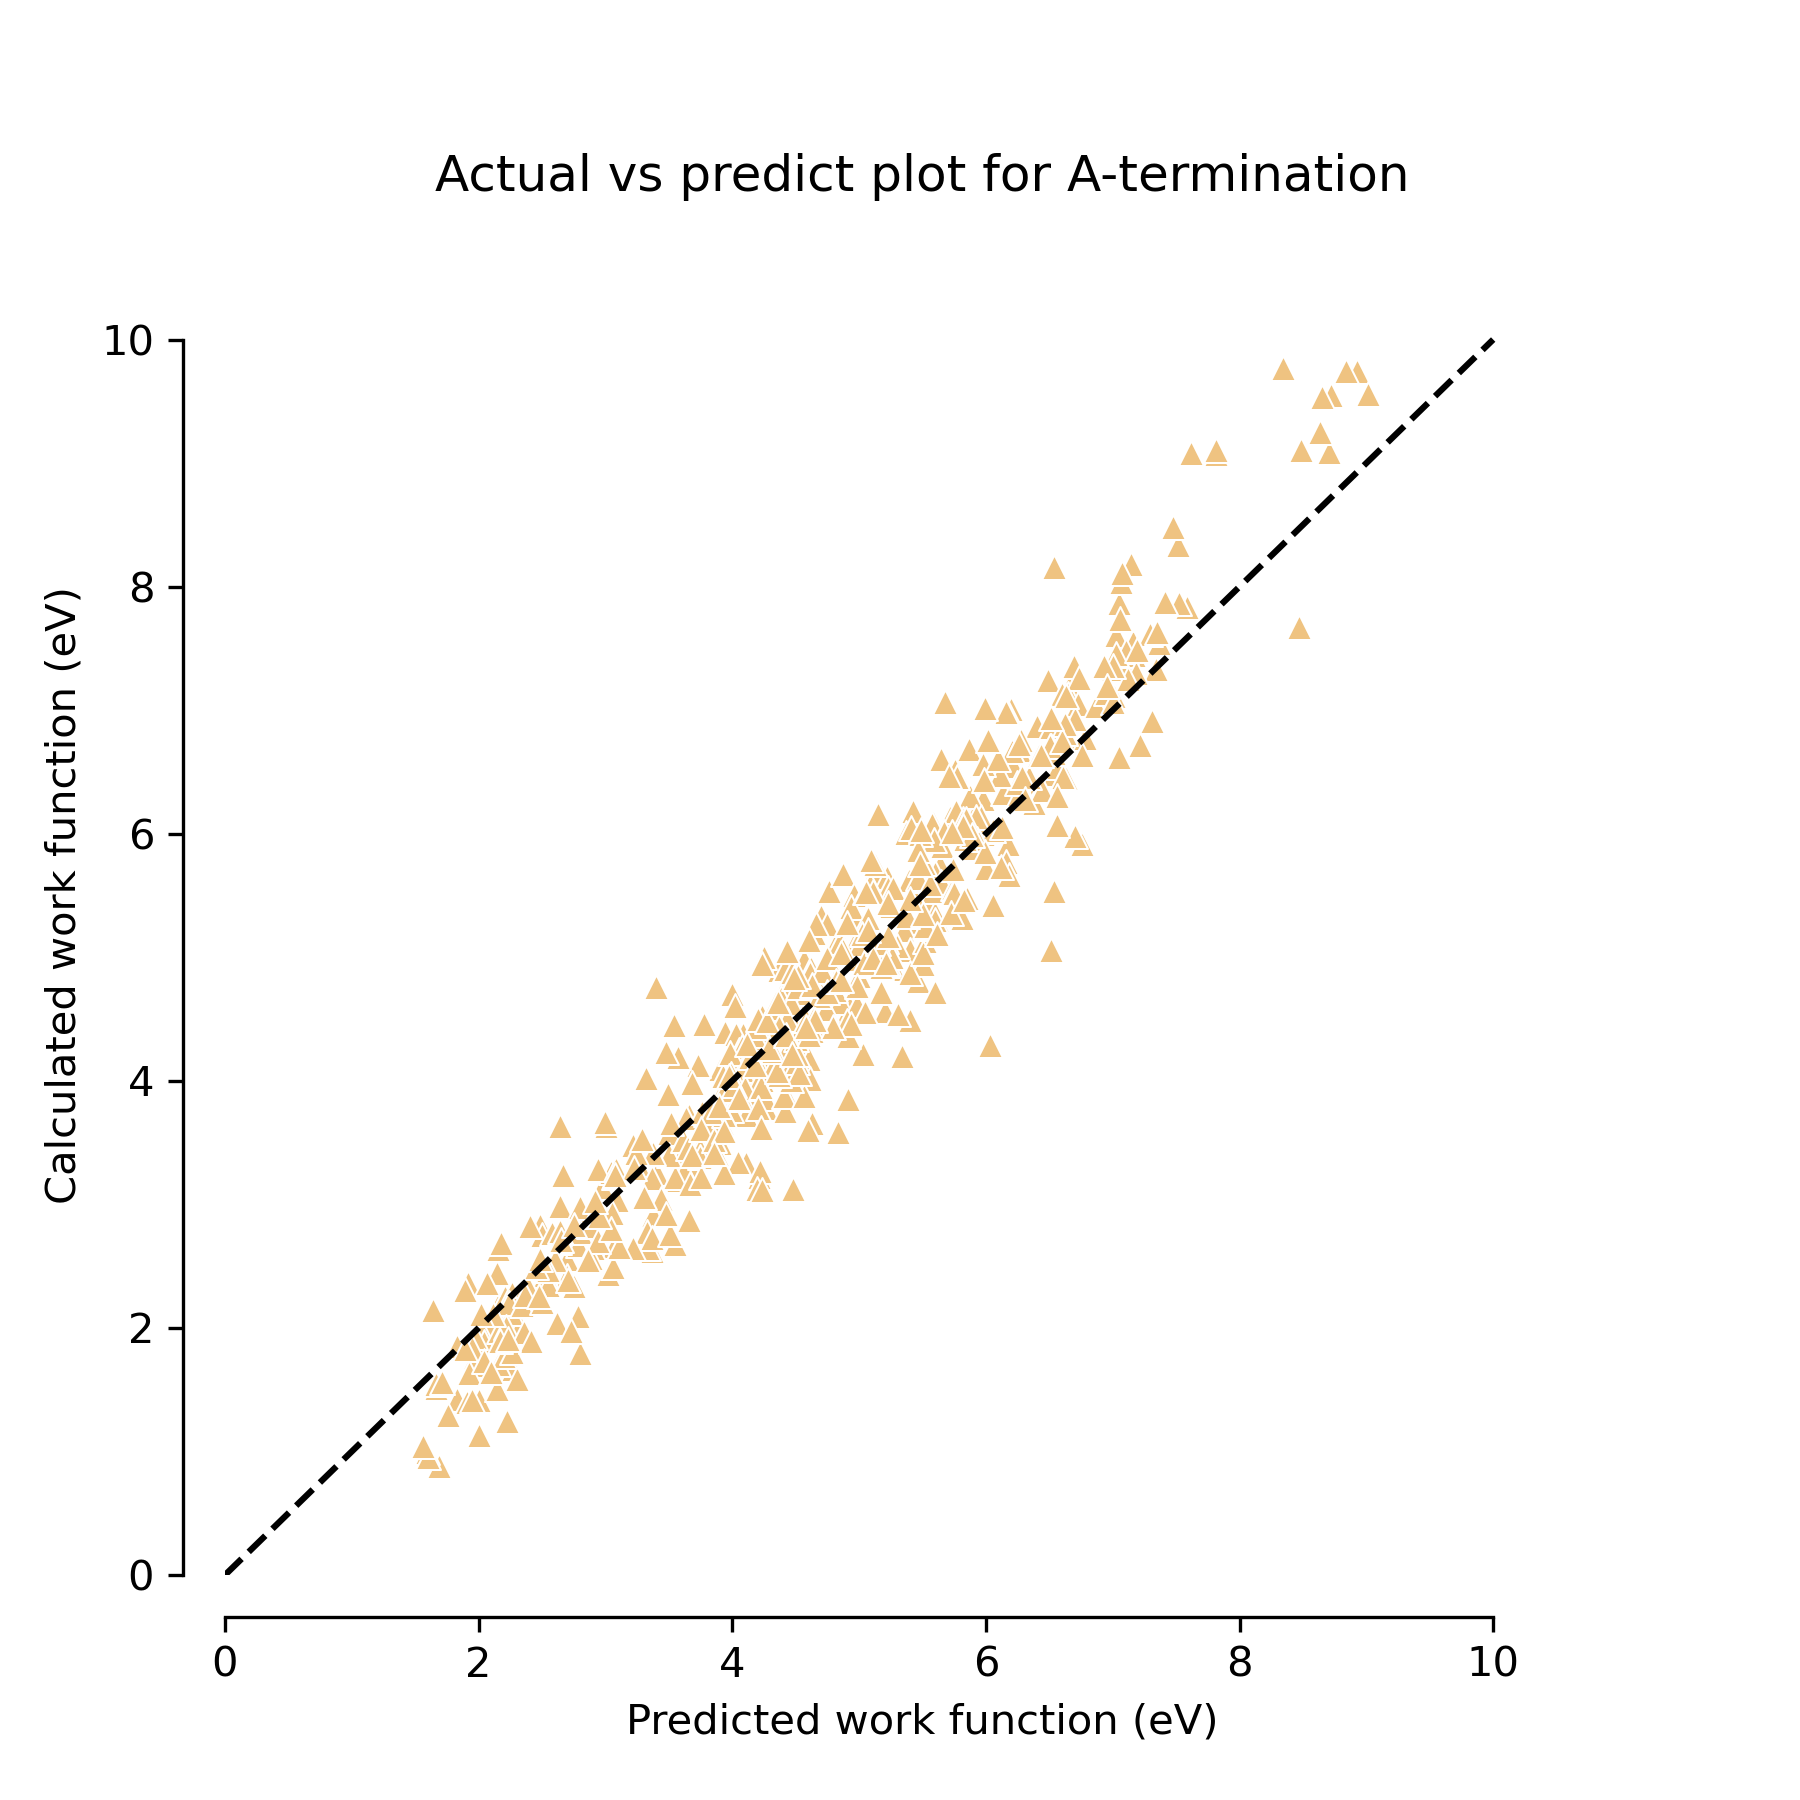 Actual vs predict plot for A-termination
10
8
6
4
2
0
Calculated work function (eV)
0 2 4 6 8 10
Predicted work function (eV)